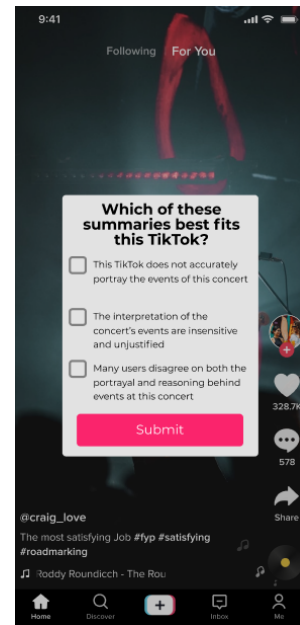 9:41
Following For You
Which of these
summaries best fits
this TikTok?
This TikTok does not accurately
portray the events of this concert
The interpretation of the
concert's events are insensitive
and unjustified
Many users disagree on both the
portrayal and reasoning behind
events at this concert
Submit
328.7K
578
Share
@craig_love
The most satisfying Job #fyp #satisfying
#roadmarking
Roddy Roundicch - The Rou
Home Discover Inbox Me